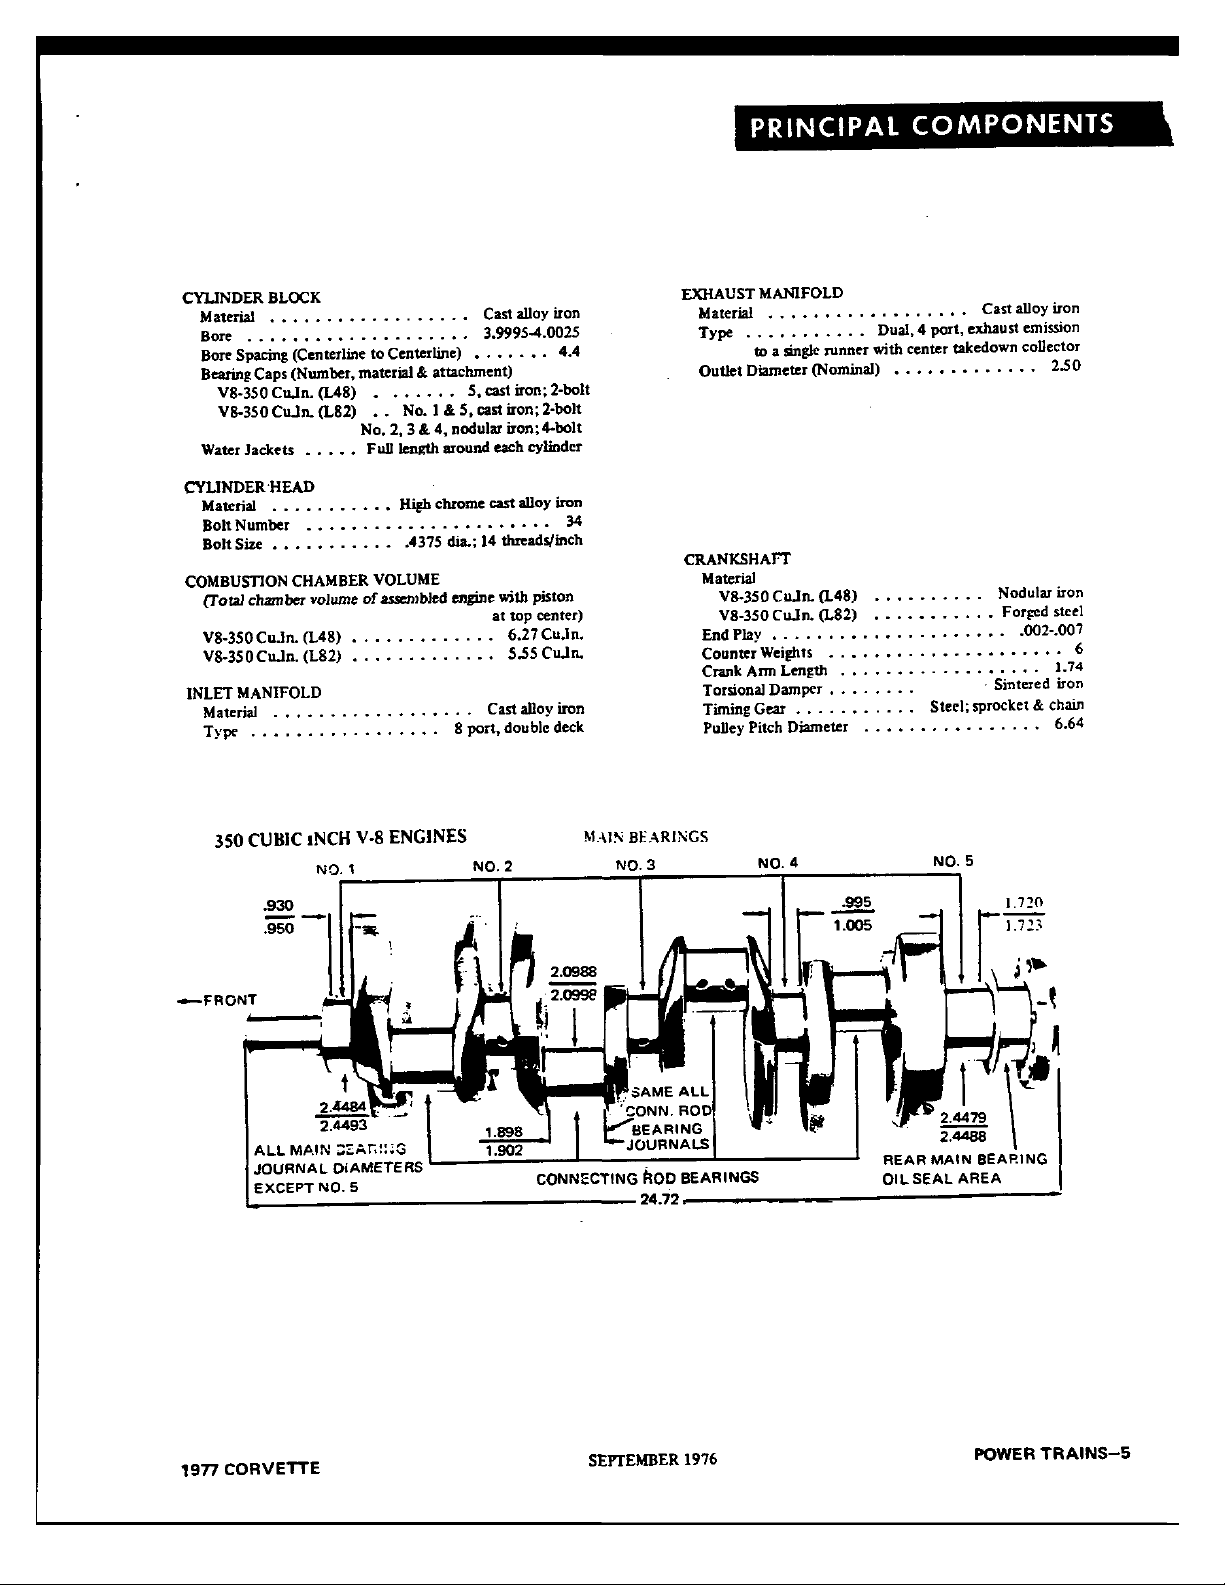 PRINCIPAL COMPONENTS
CYLINDER BLOCK
Material . . . . . . . . . . . . . . . . . . Cast alloy iron
Bore . . . . . . . . . . . . . . . . . . . . 3.9995-4.0025
Bore Spacing (Centerline to Centerline) . . . . . . . 4.4
Bearing Caps (Number, material & attachment)
V8-350 Cu.In. (L48) . . . . . . . 5, cast iron; 2-bolt
V8-350 Cu.In. (L82) . . No. 1 & 5, cast iron; 2-bolt
No. 2, 3 & 4, nodular iron; 4-bolt
Water Jackets . . . . . Full length around each cylinder
CYLINDER HEAD
Material . . . . . . . . . . . High chrome cast alloy iron
Bolt Number . . . . . . . . . . . . . . . . . . . . . . 34
Bolt Size . . . . . . . . . . . .4375 dia.; 14 threads/inch
COMBUSTION CHAMBER VOLUME
(Total chamber volume of assembled engine with piston
at top center)
V8-350 Cu.In. (L48) . . . . . . . . . . . . . 6.27 Cu.In.
V8-350 Cu.In. (L82) . . . . . . . . . . . . . 5.55 Cu.In.
INLET MANIFOLD
Material . . . . . . . . . . . . . . . . . . Cast alloy iron
Type . . . . . . . . . . . . . . . . . 8 port, double deck
EXHAUST MANIFOLD
Material . . . . . . . . . . . . . . . . . . Cast alloy iron
Type . . . . . . . . . . . Dual, 4 port, exhaust emission
to a single runner with center takedown collector
Outlet Diameter (Nominal) . . . . . . . . . . . . . 2.50
CRANKSHAFT
Material
V8-350 Cu.In. (L48) . . . . . . . . . . Nodular iron
V8-350 Cu.In. (L82) . . . . . . . . . . . Forged steel
End Play . . . . . . . . . . . . . . . . . . . . . .002-.007
Counter Weights . . . . . . . . . . . . . . . . . . . . . 6
Crank Arm Length . . . . . . . . . . . . . . . . . . 1.74
Torsional Damper . . . . . . . . Sintered iron
Timing Gear . . . . . . . . . . . Steel; sprocket & chain
Pulley Pitch Diameter . . . . . . . . . . . . . . . . 6.64
350 CUBIC INCH V-8 ENGINES MAIN BEARINGS
NO. 1 NO. 2 NO. 3 NO. 4 NO. 5
.930 .995 1.720
.950 1.005 1.723
2.0988
2.0998
←FRONT
SAME ALL
CONN. ROD
BEARING
JOURNALS
2.4484
2.4493
1.898
1.902
2.4479
2.4488
ALL MAIN BEARING
JOURNAL DIAMETERS
EXCEPT NO. 5
CONNECTING ROD BEARINGS
REAR MAIN BEARING
OIL SEAL AREA
24.72
1977 CORVETTE SEPTEMBER 1976 POWER TRAINS–5